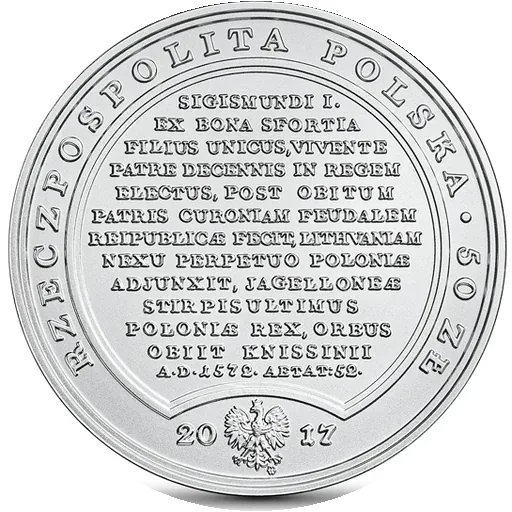 RZECZPOSPOLITA POLSKA · 50 ZŁ
SIGISMUNDI I.
EX BONA SFORTIA
FILIUS UNICUS, VIVENTE
PATRE DECENNIS IN REGEM
ELECTUS, POST OBITUM
PATRIS CURONIAM FEUDALEM
REIPUBLICÆ FECIT, LITHVANIAM
NEXU PERPETUO POLONIÆ
ADJUNXIT, JAGELLONEÆ
STIRPIS ULTIMUS
POLONIÆ REX, ORBUS
OBIIT KNISSINII
A.D.1572. AETAT:52.
20 17